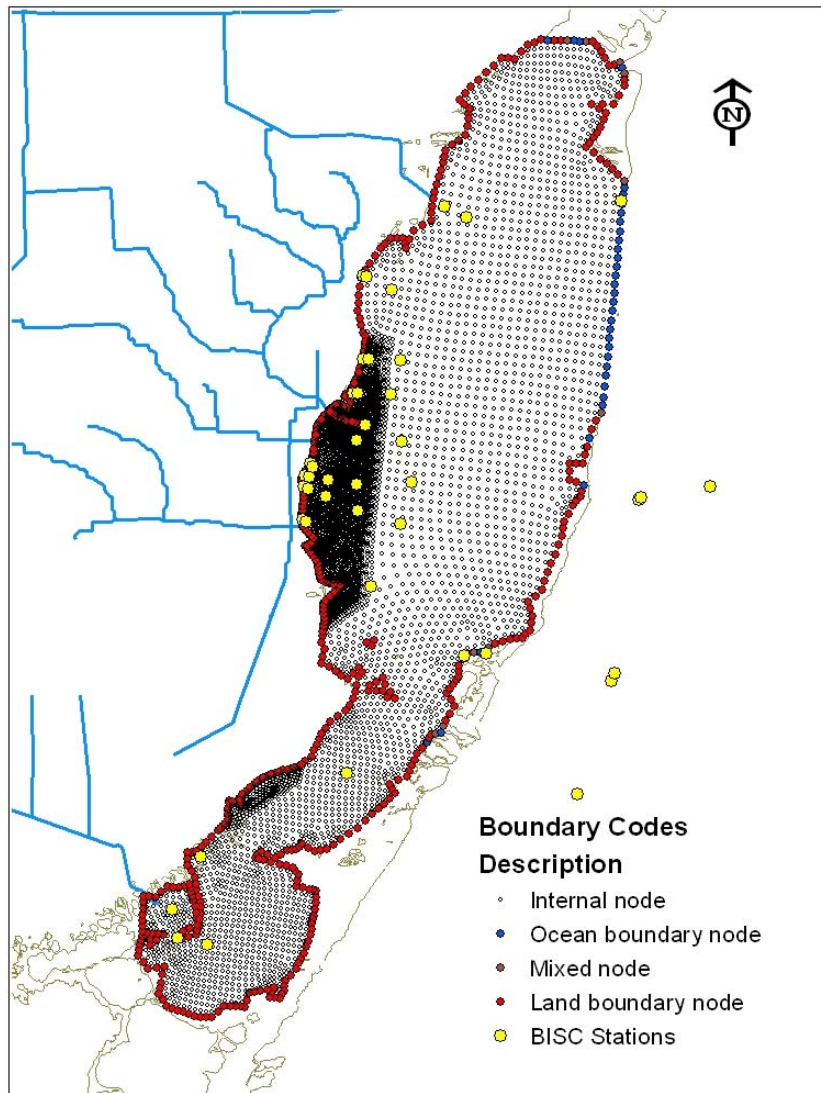 N
Boundary Codes
Description
Internal node
Ocean boundary node
Mixed node
Land boundary node
BISC Stations